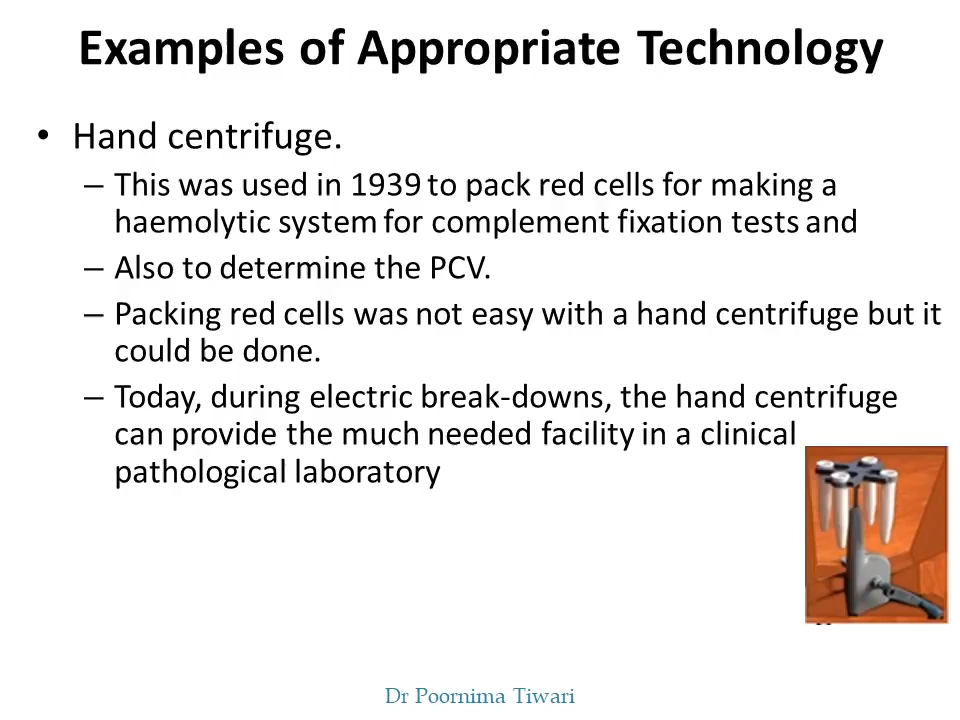 Examples of Appropriate Technology
• Hand centrifuge.
– This was used in 1939 to pack red cells for making a
haemolytic system for complement fixation tests and
– Also to determine the PCV.
– Packing red cells was not easy with a hand centrifuge but it
could be done.
– Today, during electric break-downs, the hand centrifuge
can provide the much needed facility in a clinical
pathological laboratory
Dr Poornima Tiwari